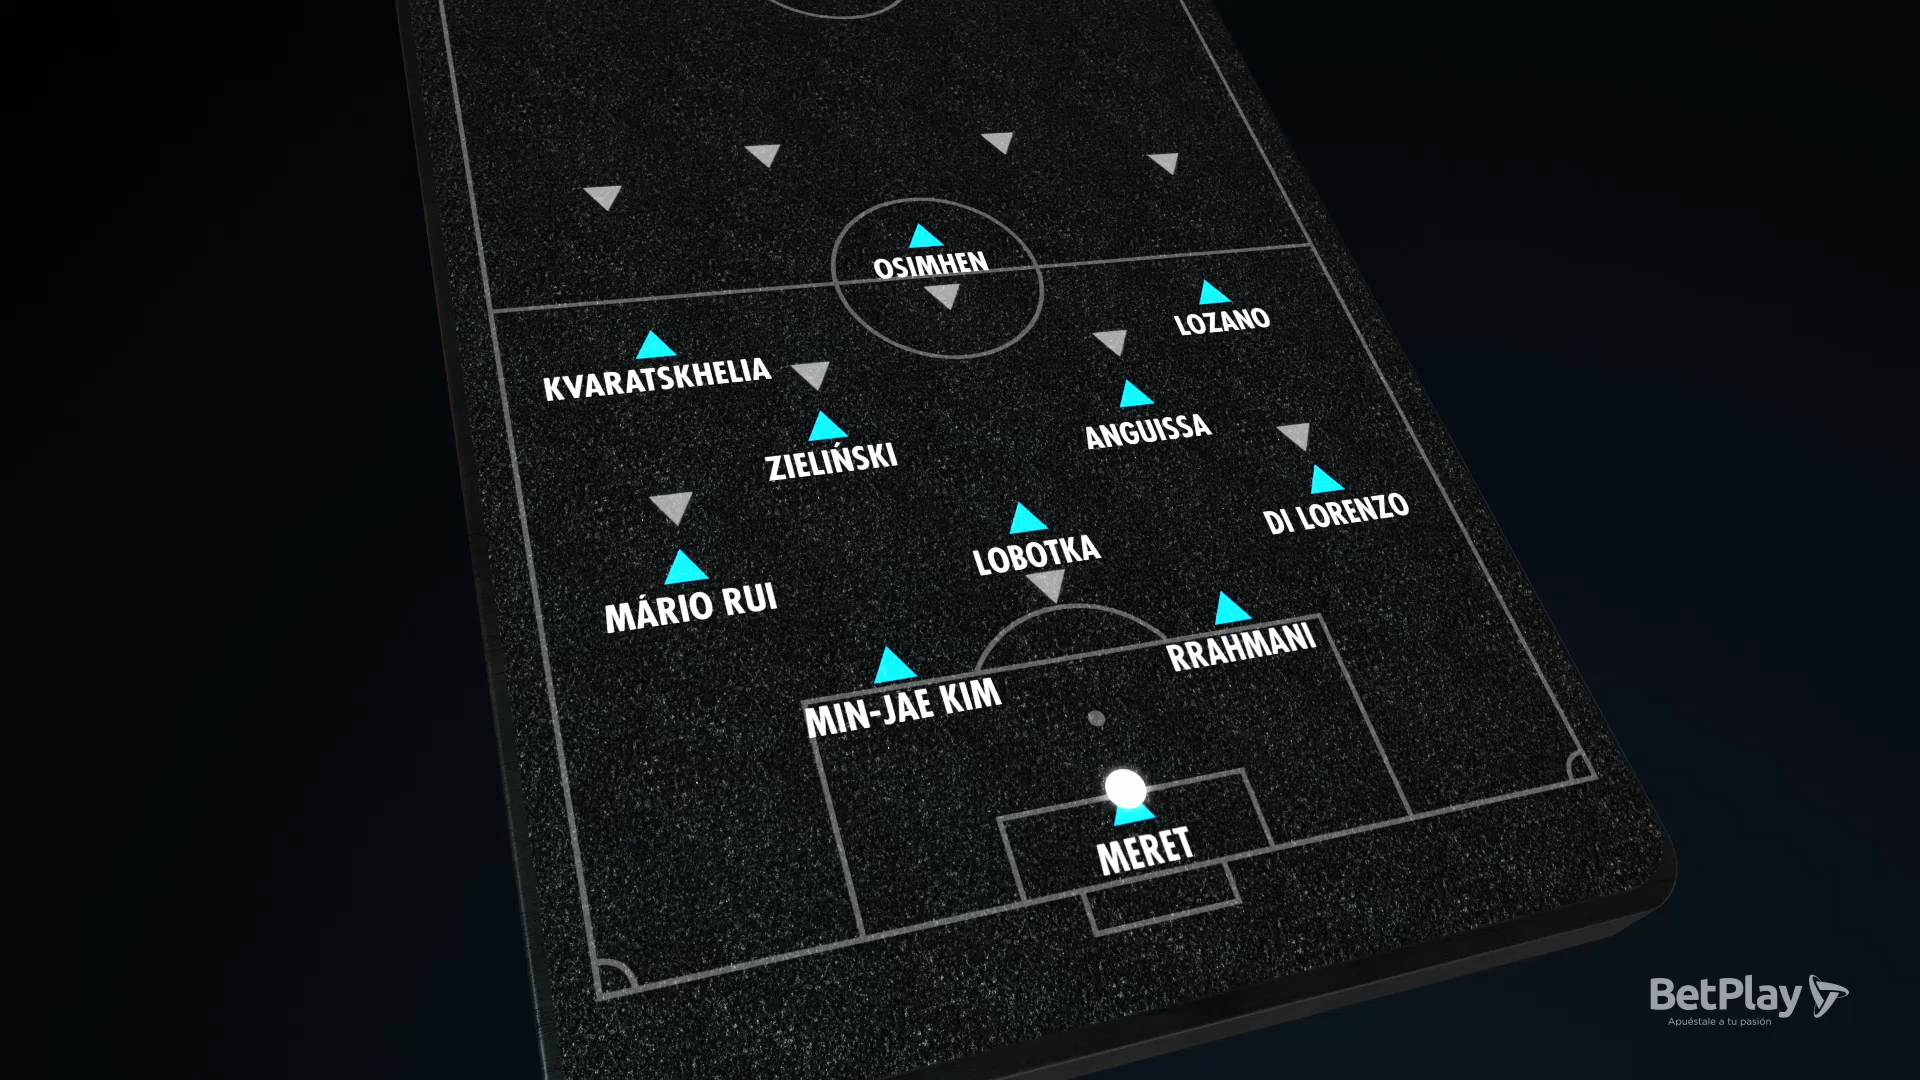 OSIMHEN
LOZANO
KVARATSKHELIA
ZIELIŃSKI
ANGUISSA
DI LORENZO
LOBOTKA
MÁRIO RUI
RRAHMANI
MIN-JAE KIM
MERET
BetPlay
Apuéstale a tu pasión